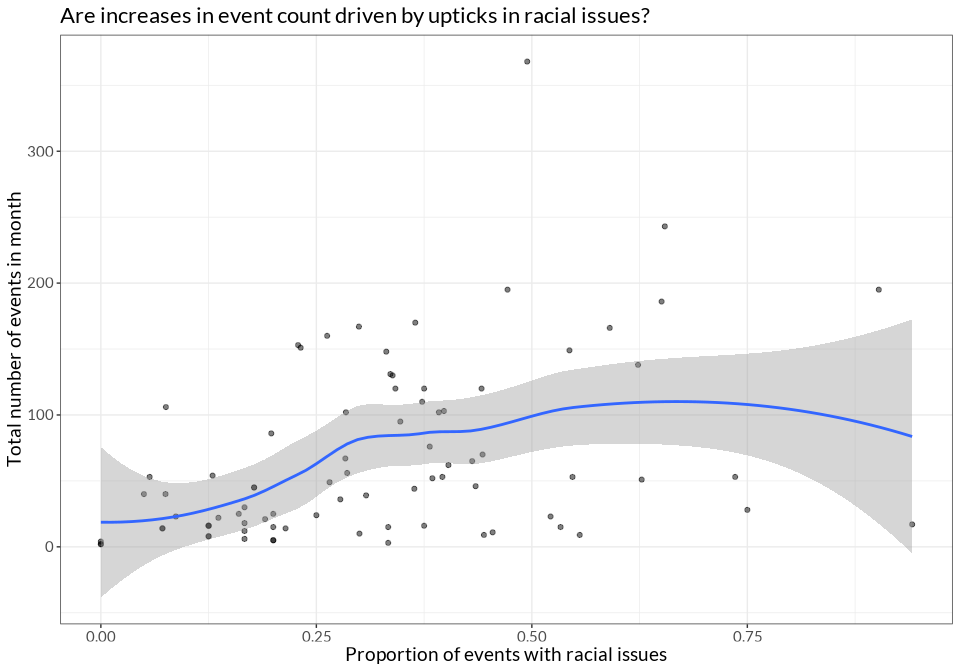 Are increases in event count driven by upticks in racial issues?
Total number of events in month
300
200
100
0
0.00 0.25 0.50 0.75
Proportion of events with racial issues